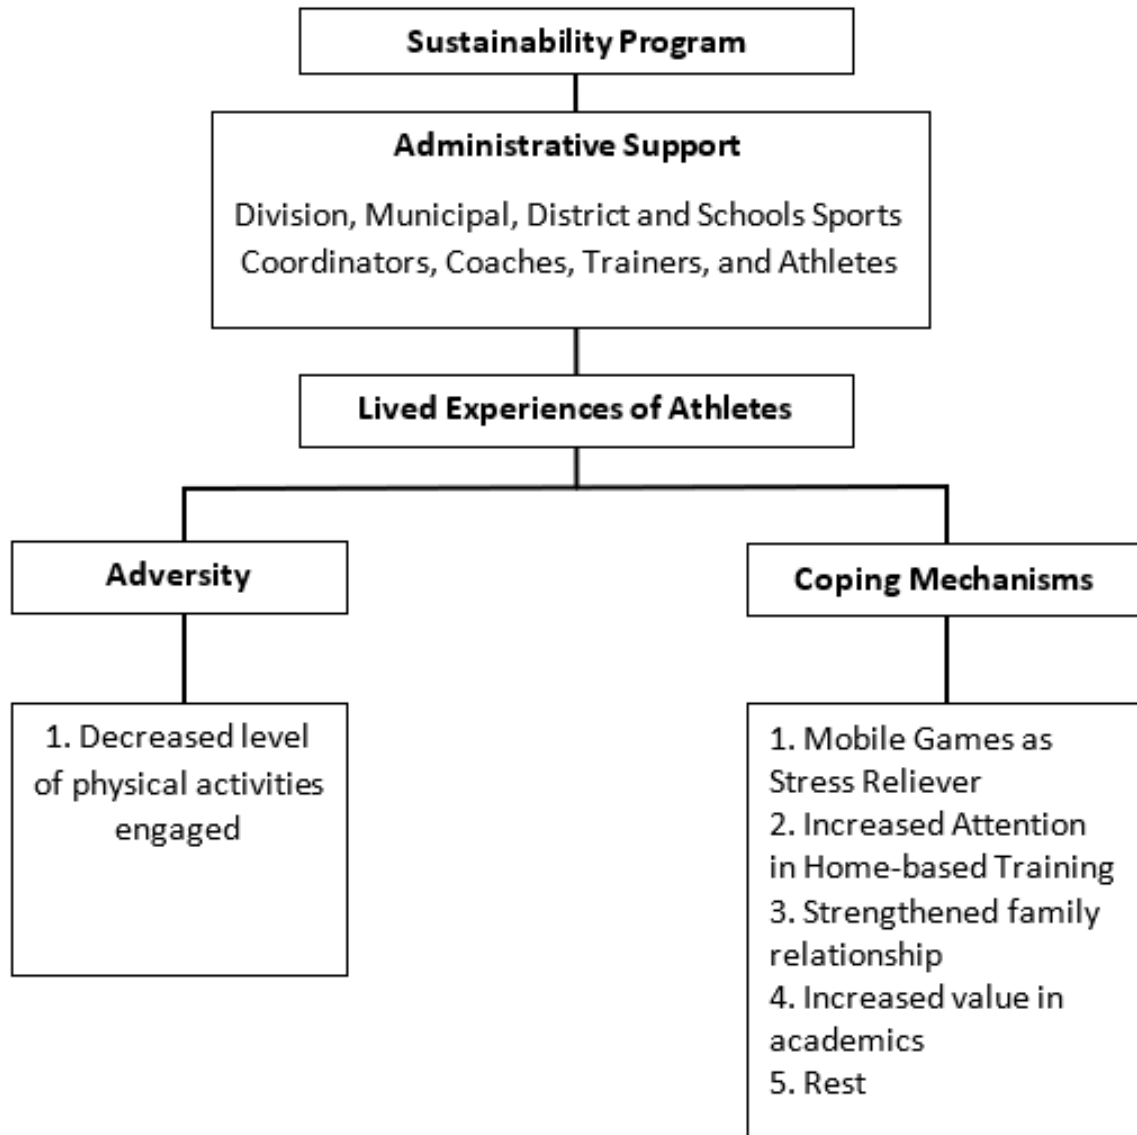 Sustainability Program
Administrative Support
Division, Municipal, District and Schools Sports
Coordinators, Coaches, Trainers, and Athletes
Lived Experiences of Athletes
Adversity
1. Decreased level
of physical activities
engaged
Coping Mechanisms
1. Mobile Games as
Stress Reliever
2. Increased Attention
in Home-based Training
3. Strengthened family
relationship
4. Increased value in
academics
5. Rest